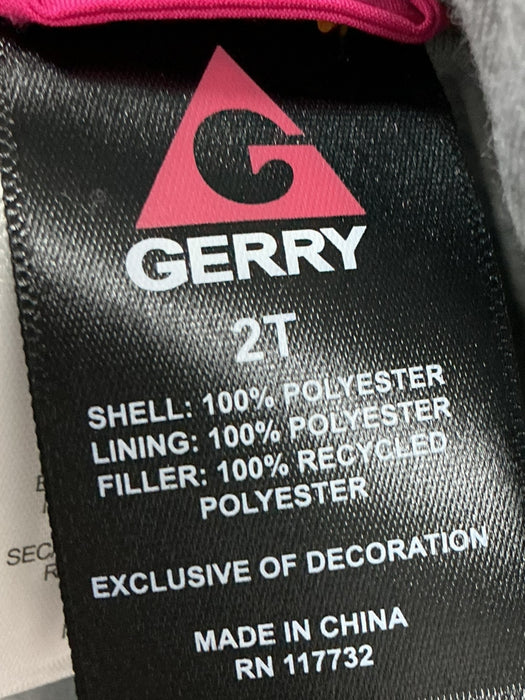 GERRY
2T
SHELL: 100% POLYESTER
LINING: 100% POLYESTER
FILLER: 100% RECYCLED
POLYESTER
EXCLUSIVE OF DECORATION
MADE IN CHINA
RN 117732